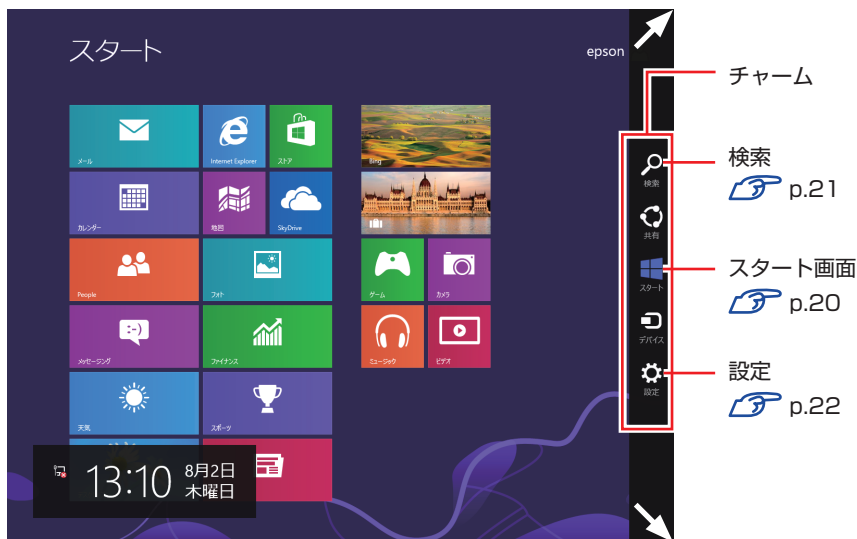 スタート
epson
メール
Internet Explorer
ストア
Bing
カレンダー
地図
SkyDrive
People
フォト
ゲーム
カメラ
メッセージング
ファイナンス
ミュージック
ビデオ
天気
スポーツ
13:10
8月2日
木曜日
検索
共有
スタート
デバイス
設定
チャーム
検索
p.21
スタート画面
p.20
設定
p.22